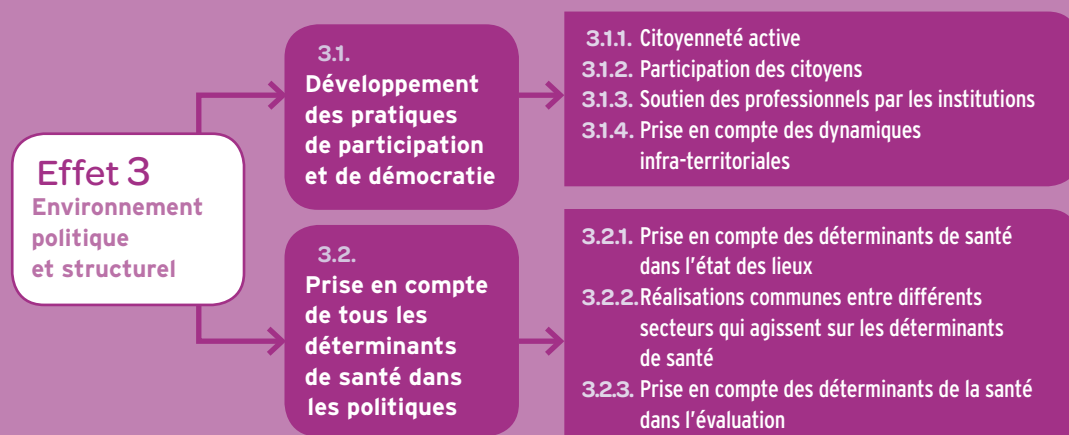 Effet 3
Environnement
politique
et structurel
3.1.
Développement
des pratiques
de participation
et de démocratie
3.1.1. Citoyenneté active
3.1.2. Participation des citoyens
3.1.3. Soutien des professionnels par les institutions
3.1.4. Prise en compte des dynamiques
infra-territoriales
3.2.
Prise en compte
de tous les
déterminants
de santé dans
les politiques
3.2.1. Prise en compte des déterminants de santé
dans l'état des lieux
3.2.2. Réalisations communes entre différents
secteurs qui agissent sur les déterminants
de santé
3.2.3. Prise en compte des déterminants de la santé
dans l'évaluation